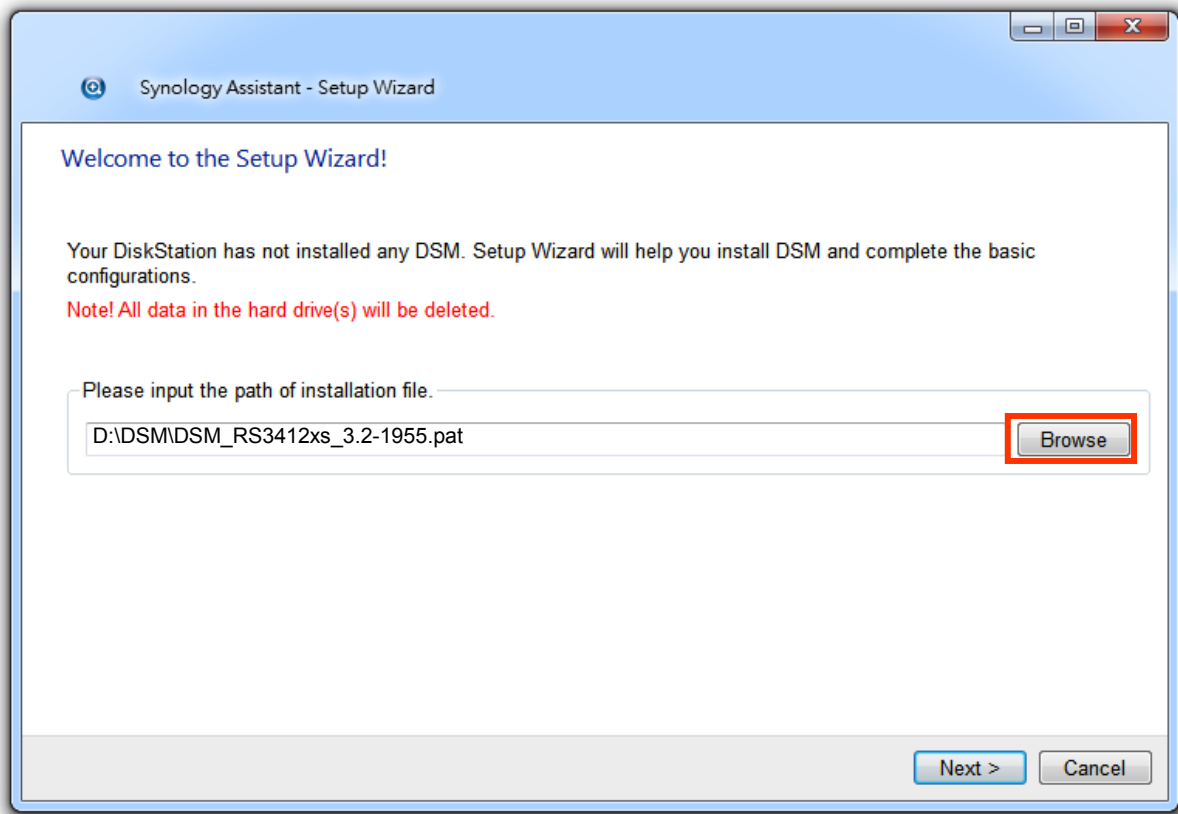 Synology Assistant - Setup Wizard
Welcome to the Setup Wizard!
Your DiskStation has not installed any DSM. Setup Wizard will help you install DSM and complete the basic
configurations.
Note! All data in the hard drive(s) will be deleted.
Please input the path of installation file.
D:\DSM\DSM_RS3412xs_3.2-1955.pat
Browse
Next >
Cancel